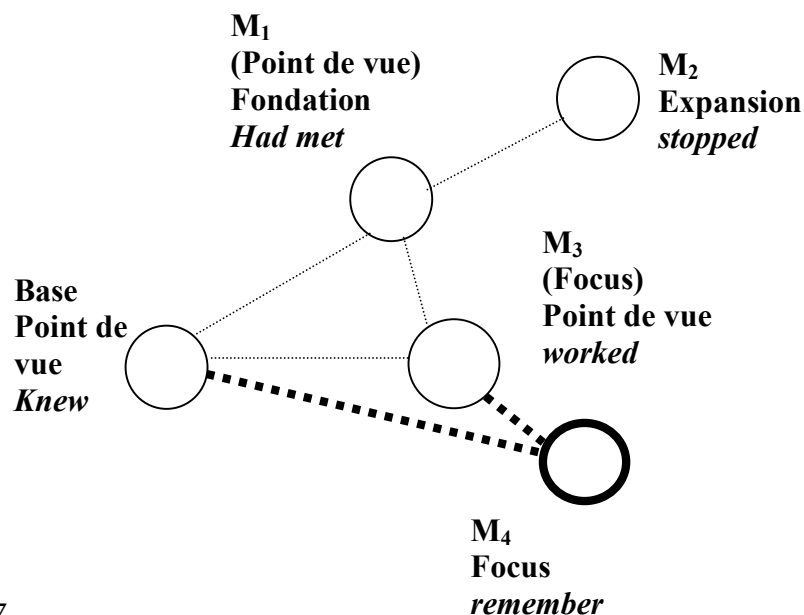 M₁
(Point de vue)
Fondation
Had met
M₂
Expansion
stopped
M₃
(Focus)
Point de vue
worked
Base
Point de
vue
Knew
M₄
Focus
remember
7